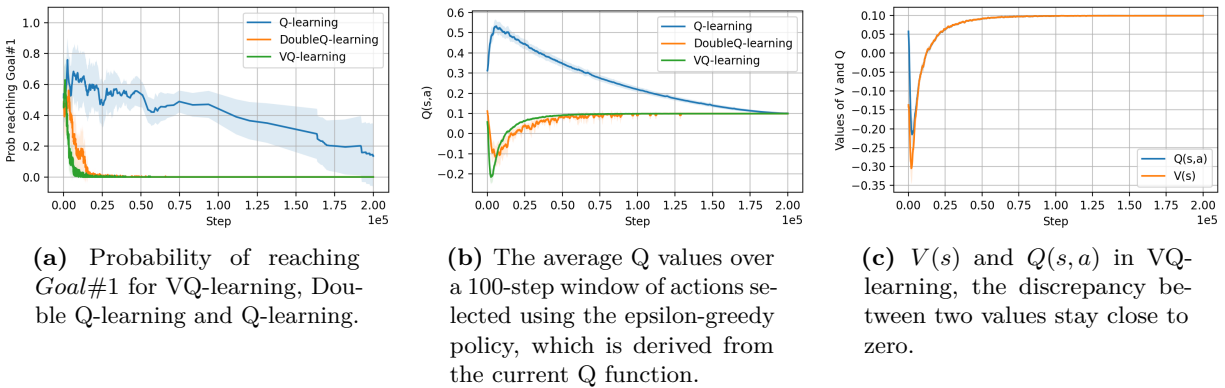 Prob reaching Goal#1
1.0
0.8
0.6
0.4
0.2
0.0
Q-learning
DoubleQ-learning
VQ-learning
0.00 0.25 0.50 0.75 1.00 1.25 1.50 1.75 2.00
Step
1e5
(a) Probability of reaching
Goal#1 for VQ-learning, Dou-
ble Q-learning and Q-learning.
Q(s,a)
0.6
0.5
0.4
0.3
0.2
0.1
0.0
−0.1
−0.2
Q-learning
DoubleQ-learning
VQ-learning
0.00 0.25 0.50 0.75 1.00 1.25 1.50 1.75 2.00
Step
1e5
(b) The average Q values over
a 100-step window of actions se-
lected using the epsilon-greedy
policy, which is derived from
the current Q function.
Values of V and Q
0.10
0.05
0.00
−0.05
−0.10
−0.15
−0.20
−0.25
−0.30
−0.35
Q(s,a)
V(s)
0.00 0.25 0.50 0.75 1.00 1.25 1.50 1.75 2.00
Step
1e5
(c) V(s) and Q(s, a) in VQ-
learning, the discrepancy be-
tween two values stay close to
zero.